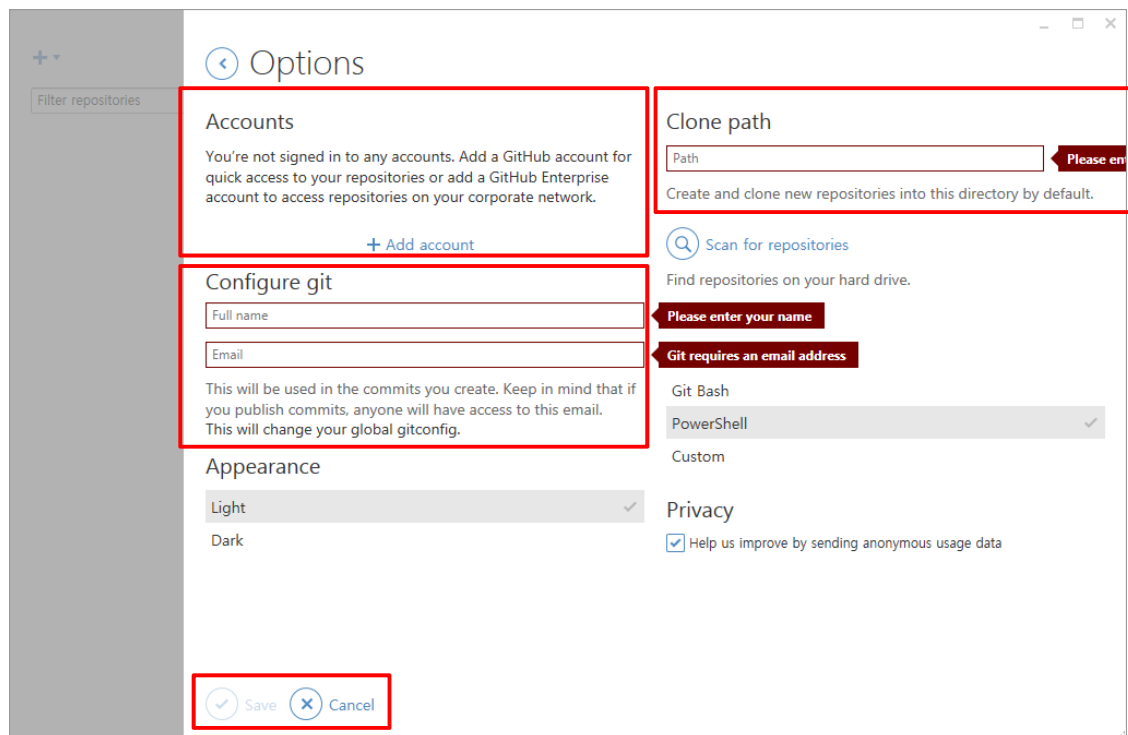 Options
Filter repositories
Accounts
You're not signed in to any accounts. Add a GitHub account for
quick access to your repositories or add a GitHub Enterprise
account to access repositories on your corporate network.
+ Add account
Configure git
Full name
Please enter your name
Email
Git requires an email address
This will be used in the commits you create. Keep in mind that if
you publish commits, anyone will have access to this email.
This will change your global gitconfig.
Appearance
Light
Dark
Clone path
Path
Please en
Create and clone new repositories into this directory by default.
Scan for repositories
Find repositories on your hard drive.
Git Bash
PowerShell
Custom
Privacy
Help us improve by sending anonymous usage data
Save
Cancel